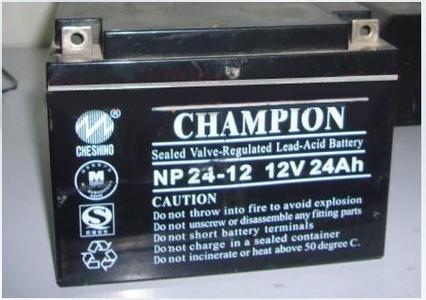 ®
CHESHING
CHAMPION
Sealed Valve-Regulated Lead-Acid Battery
NP 24-12 12V 24Ah
M
CAUTION
Do not throw into fire to avoid explosion
Do not unscrew or disassemble any fitting parts
Do not short battery terminals
Do not charge in a sealed container
Do not incinerate or heat above 50 degree C.